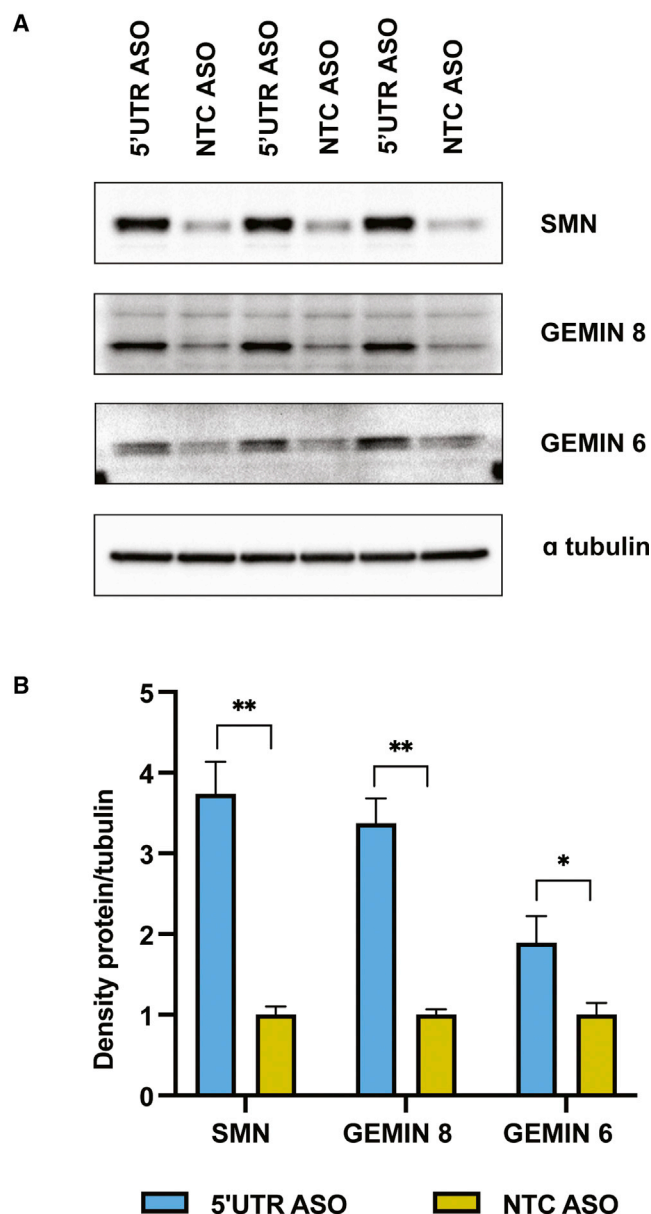 A
5'UTR ASO
NTC ASO
5'UTR ASO
NTC ASO
5'UTR ASO
NTC ASO
SMN
GEMIN 8
GEMIN 6
α tubulin
B
Density protein/tubulin
5
4
3
2
1
0
**
**
*
SMN GEMIN 8 GEMIN 6
5'UTR ASO NTC ASO